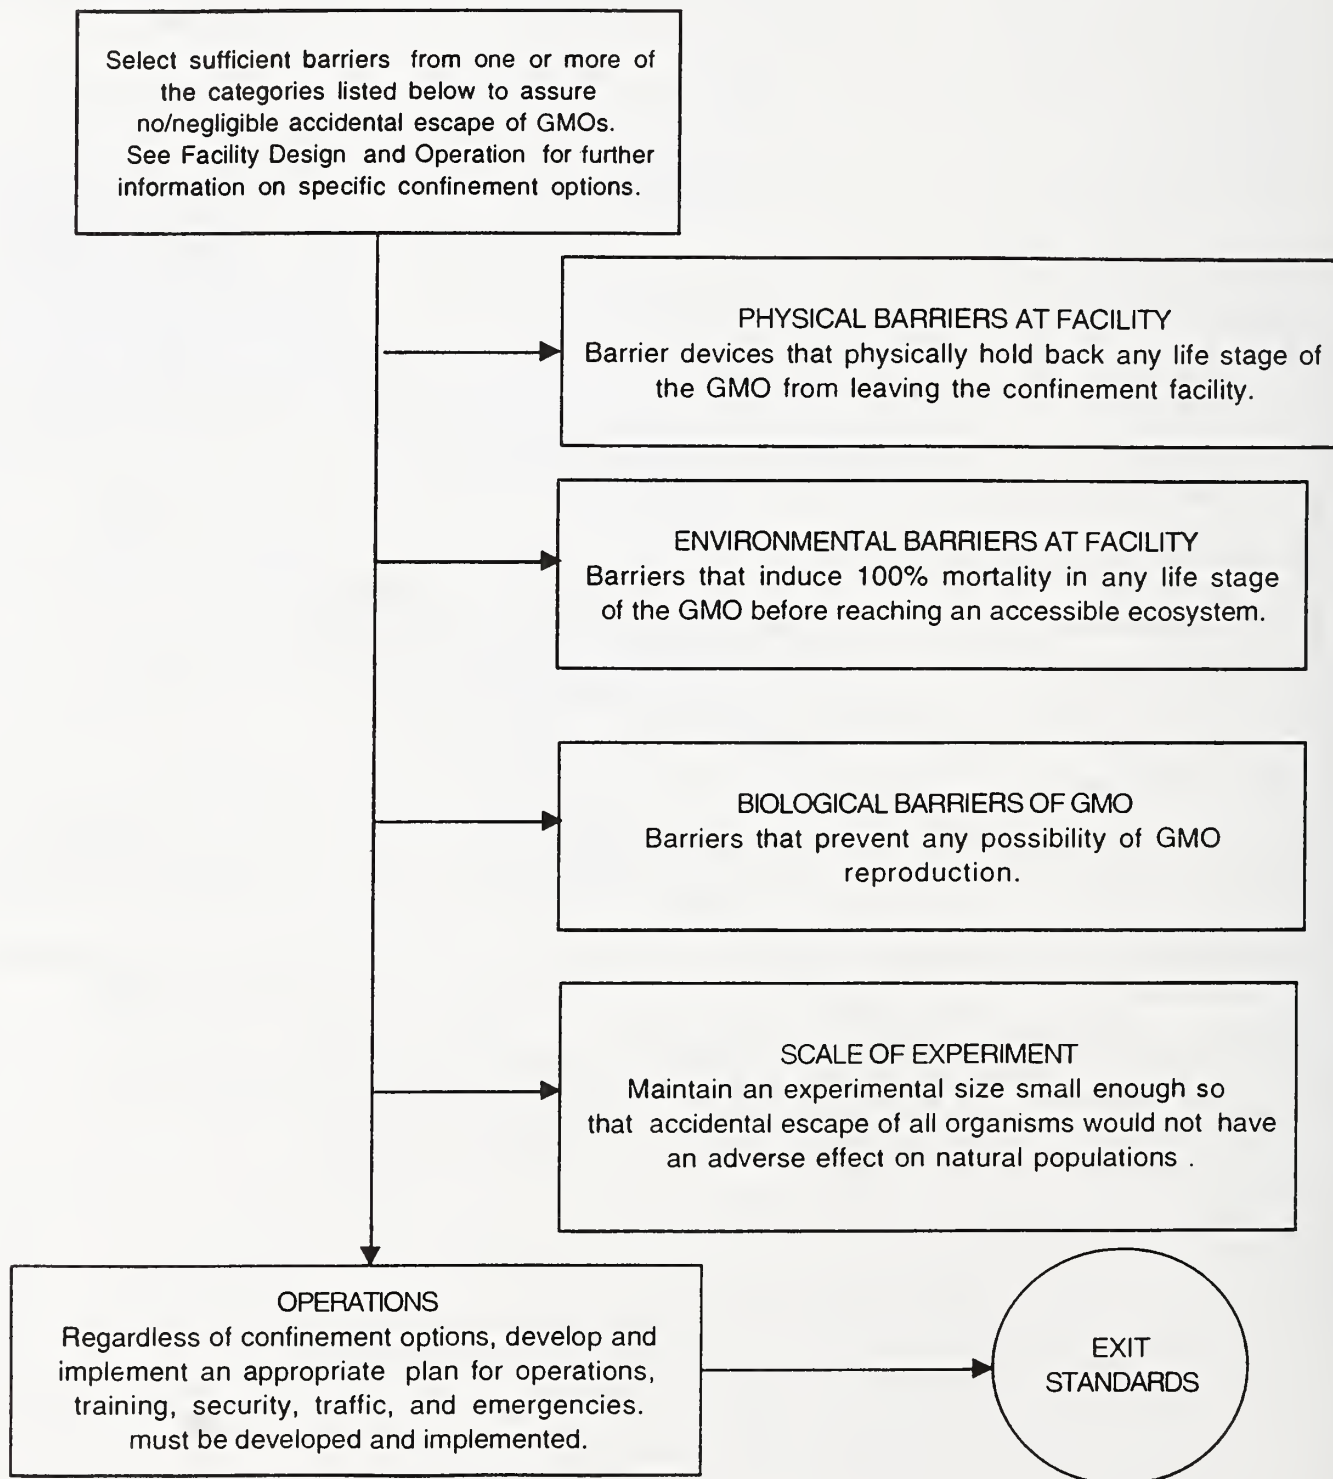 Select sufficient barriers from one or more of
the categories listed below to assure
no/negligible accidental escape of GMOs.
See Facility Design and Operation for further
information on specific confinement options.
PHYSICAL BARRIERS AT FACILITY
Barrier devices that physically hold back any life stage of
the GMO from leaving the confinement facility.
ENVIRONMENTAL BARRIERS AT FACILITY
Barriers that induce 100% mortality in any life stage
of the GMO before reaching an accessible ecosystem.
BIOLOGICAL BARRIERS OF GMO
Barriers that prevent any possibility of GMO
reproduction.
SCALE OF EXPERIMENT
Maintain an experimental size small enough so
that accidental escape of all organisms would not have
an adverse effect on natural populations .
OPERATIONS
Regardless of confinement options, develop and
implement an appropriate plan for operations,
training, security, traffic, and emergencies.
must be developed and implemented.
EXIT
STANDARDS